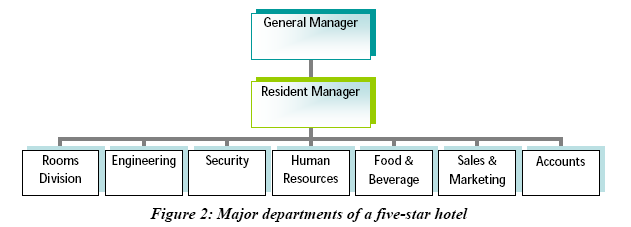 General Manager
Resident Manager
Rooms
Division
Engineering
Security
Human
Resources
Food &
Beverage
Sales &
Marketing
Accounts
Figure 2: Major departments of a five-star hotel